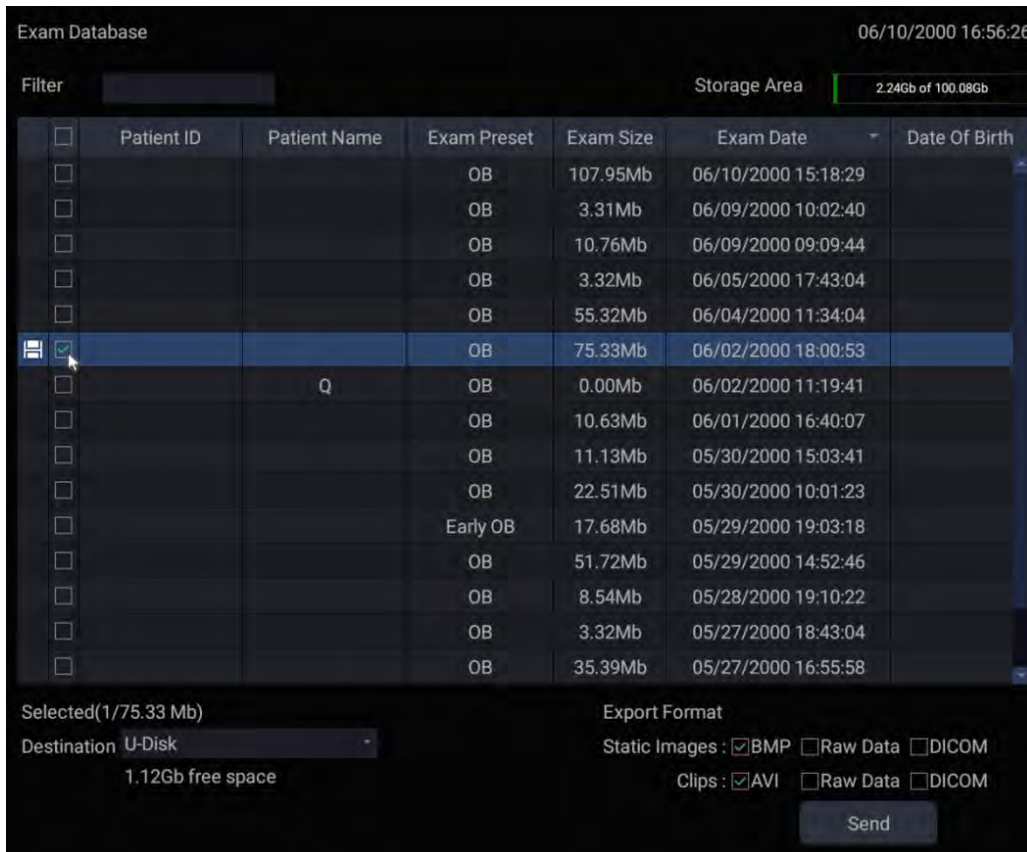 Exam Database 06/10/2000 16:56:26
Filter Storage Area 2.24Gb of 100.08Gb
Patient ID Patient Name Exam Preset Exam Size Exam Date Date Of Birth
OB 107.95Mb 06/10/2000 15:18:29
OB 3.31Mb 06/09/2000 10:02:40
OB 10.76Mb 06/09/2000 09:09:44
OB 3.32Mb 06/05/2000 17:43:04
OB 55.32Mb 06/04/2000 11:34:04
OB 75.33Mb 06/02/2000 18:00:53
Q OB 0.00Mb 06/02/2000 11:19:41
OB 10.63Mb 06/01/2000 16:40:07
OB 11.13Mb 05/30/2000 15:03:41
OB 22.51Mb 05/30/2000 10:01:23
Early OB 17.68Mb 05/29/2000 19:03:18
OB 51.72Mb 05/29/2000 14:52:46
OB 8.54Mb 05/28/2000 19:10:22
OB 3.32Mb 05/27/2000 18:43:04
OB 35.39Mb 05/27/2000 16:55:58
Selected(1/75.33 Mb) Export Format
Destination U-Disk Static Images : BMP Raw Data DICOM
1.12Gb free space Clips : AVI Raw Data DICOM
Send